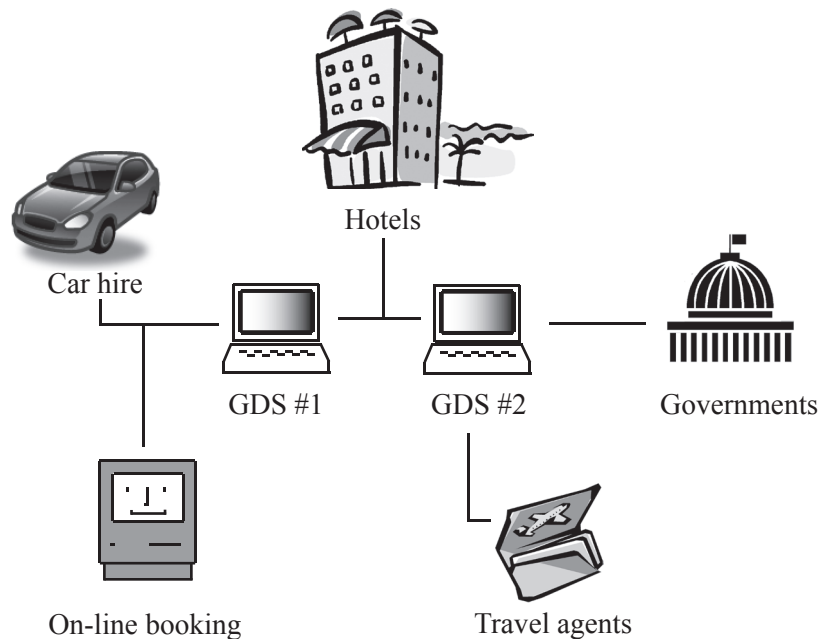 Hotels
Car hire
GDS #1
GDS #2
Governments
On-line booking
Travel agents